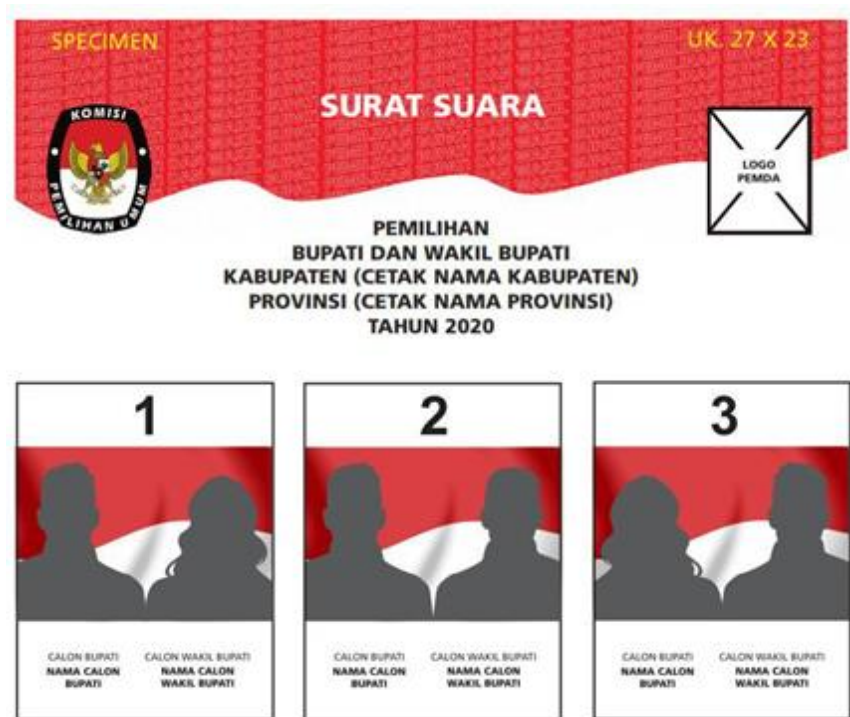 SPECIMEN
UK. 27 X 23
SURAT SUARA
KOMISI
PEMILIHAN UMUM
LOGO
PEMDA
PEMILIHAN
BUPATI DAN WAKIL BUPATI
KABUPATEN (CETAK NAMA KABUPATEN)
PROVINSI (CETAK NAMA PROVINSI)
TAHUN 2020
1
CALON BUPATI
NAMA CALON
BUPATI
CALON WAKIL BUPATI
NAMA CALON
WAKIL BUPATI
2
CALON BUPATI
NAMA CALON
BUPATI
CALON WAKIL BUPATI
NAMA CALON
WAKIL BUPATI
3
CALON BUPATI
NAMA CALON
BUPATI
CALON WAKIL BUPATI
NAMA CALON
WAKIL BUPATI